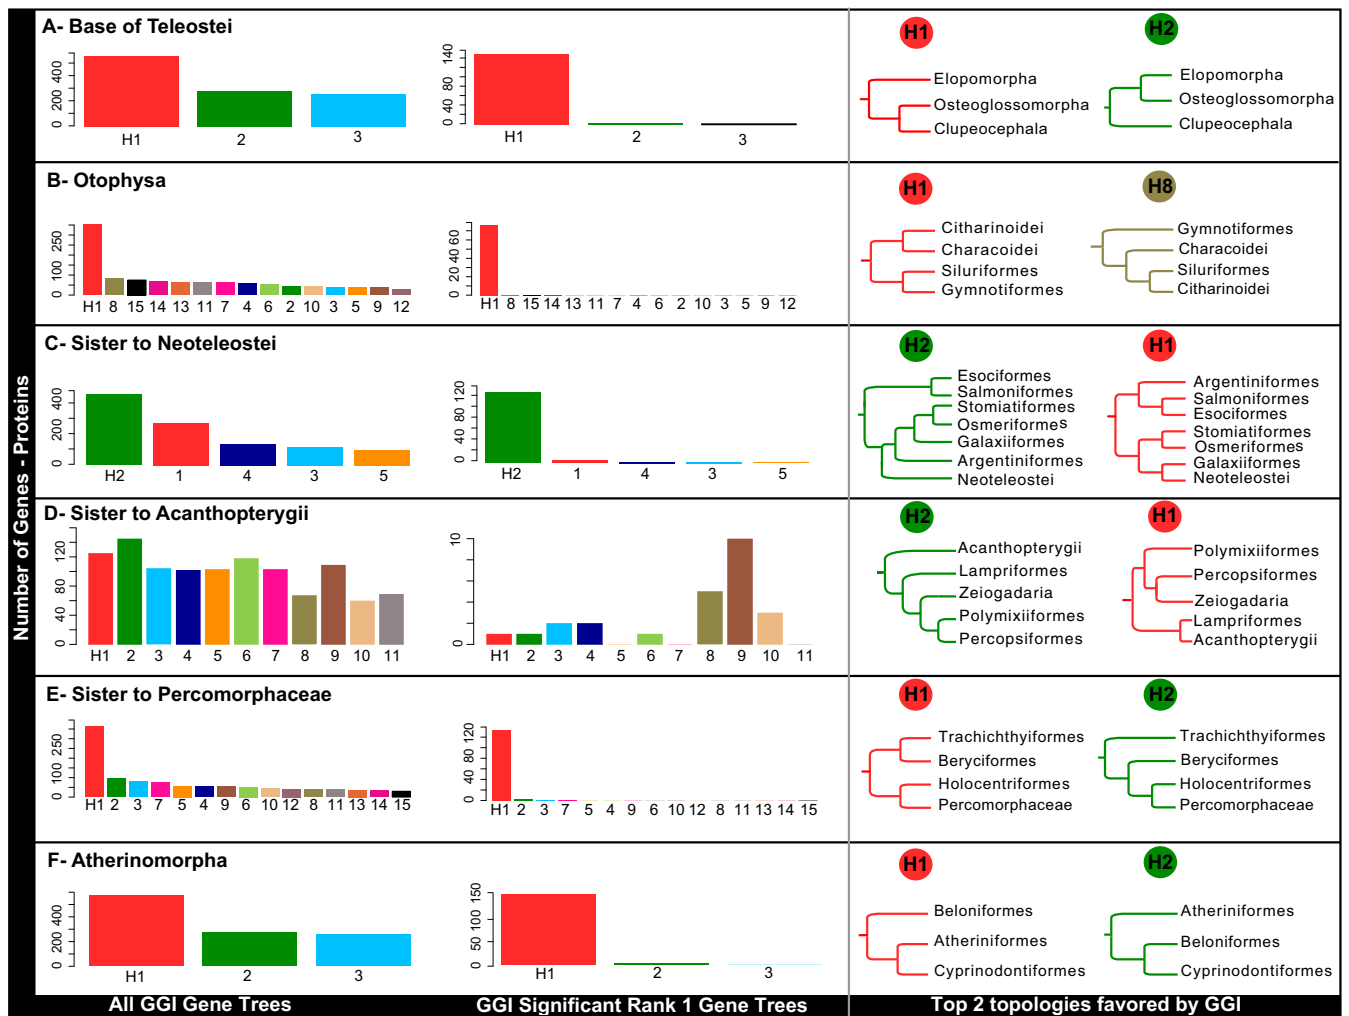 Number of Genes - Proteins
A- Base of Teleostei
0 200 400
H1 2 3
0 40 80 140
H1 2 3
H1
Elopomorpha
Osteoglossomorpha
Clupeocephala
H2
Elopomorpha
Osteoglossomorpha
Clupeocephala
B- Otophysa
0 100 250
H1 8 15 14 13 11 7 4 6 2 10 3 5 9 12
0 20 40 60
H1 8 15 14 13 11 7 4 6 2 10 3 5 9 12
H1
Citharinoidei
Characoidei
Siluriformes
Gymnotiformes
H8
Gymnotiformes
Characoidei
Siluriformes
Citharinoidei
C- Sister to Neoteleostei
0 200 400
H2 1 4 3 5
0 40 80 120
H2 1 4 3 5
H2
Esociformes
Salmoniformes
Stomiatiformes
Osmeriformes
Galaxiiformes
Argentiniformes
Neoteleostei
H1
Argentiniformes
Salmoniformes
Esociformes
Stomiatiformes
Osmeriformes
Galaxiiformes
Neoteleostei
D- Sister to Acanthopterygii
0 40 80 120
H1 2 3 4 5 6 7 8 9 10 11
0 10
H1 2 3 4 5 6 7 8 9 10 11
H2
Acanthopterygii
Lampriformes
Zeiogadaria
Polymixiiformes
Percopsiformes
H1
Polymixiiformes
Percopsiformes
Zeiogadaria
Lampriformes
Acanthopterygii
E- Sister to Percomorphaceae
0 100 250
H1 2 3 7 5 4 9 6 10 12 8 11 13 14 15
0 40 80 120
H1 2 3 7 5 4 9 6 10 12 8 11 13 14 15
H1
Trachichthyiformes
Beryciformes
Holocentriformes
Percomorphaceae
H2
Trachichthyiformes
Beryciformes
Holocentriformes
Percomorphaceae
F- Atherinomorpha
0 200 400
H1 2 3
0 50 100 150
H1 2 3
H1
Beloniformes
Atheriniformes
Cyprinodontiformes
H2
Atheriniformes
Beloniformes
Cyprinodontiformes
All GGI Gene Trees
GGI Significant Rank 1 Gene Trees
Top 2 topologies favored by GGI